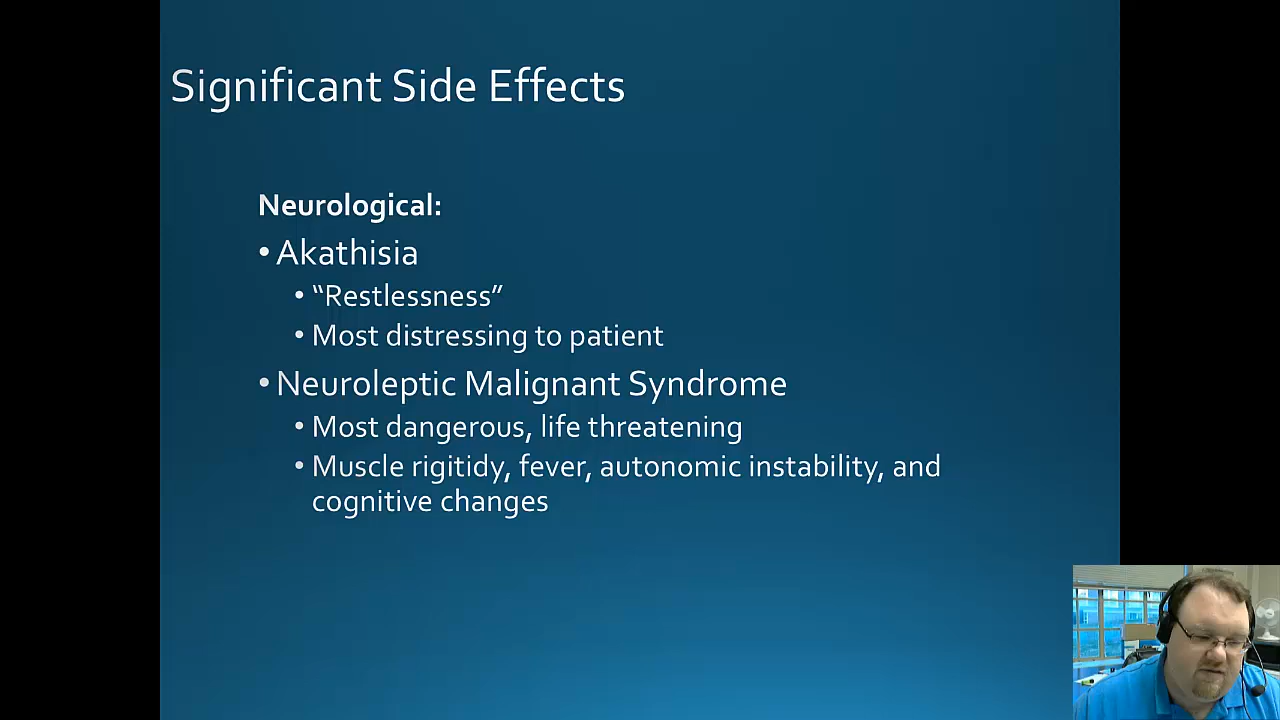 Significant Side Effects
Neurological:
• Akathisia
• “Restlessness”
• Most distressing to patient
• Neuroleptic Malignant Syndrome
• Most dangerous, life threatening
• Muscle rigitidy, fever, autonomic instability, and
cognitive changes